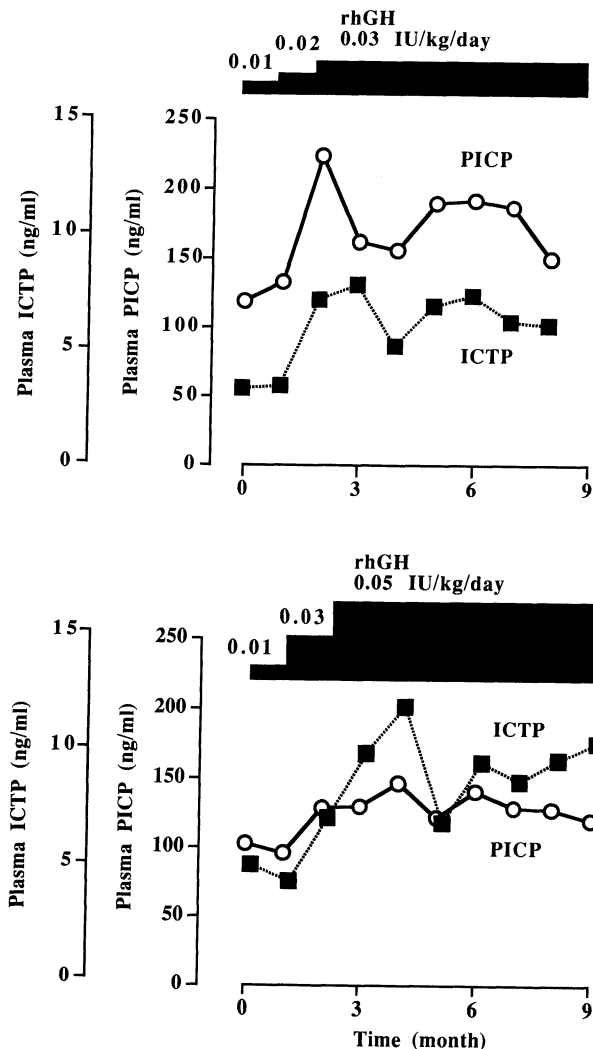 rhGH
0.03 IU/kg/day
0.02
0.01
15
10
5
0
Plasma ICTP (ng/ml)
250
200
150
100
50
0
Plasma PICP (ng/ml)
PICP
ICTP
0
3
6
9
rhGH
0.05 IU/kg/day
0.03
0.01
15
10
5
0
Plasma ICTP (ng/ml)
250
200
150
100
50
0
Plasma PICP (ng/ml)
ICTP
PICP
0
3
6
9
Time (month)